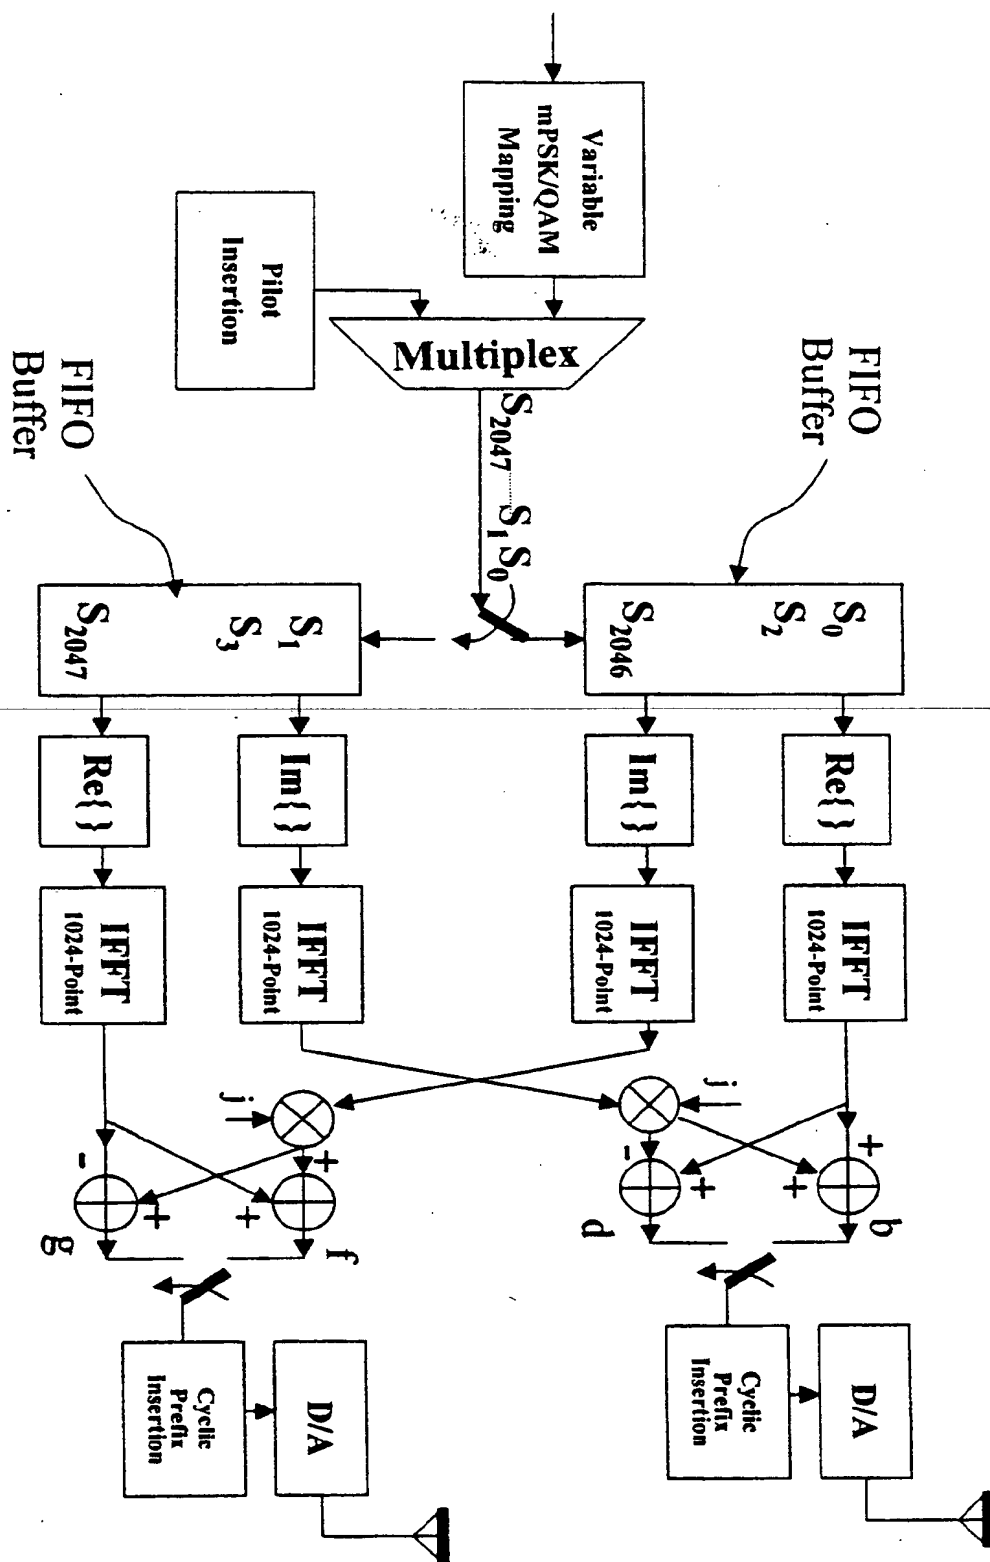 Variable
mPSK/QAM
Mapping
Pilot
Insertion
Multiplex
S2047 S1 S0
FIFO
Buffer
FIFO
Buffer
S0
S2
S2046
S1
S3
S2047
Re{ }
Im{ }
Im{ }
Re{ }
IFFT
1024-Point
IFFT
1024-Point
IFFT
1024-Point
IFFT
1024-Point
j
j
+
+
+
-
+
+
+
-
b
d
f
g
Cyclic
Prefix
Insertion
D/A
Cyclic
Prefix
Insertion
D/A